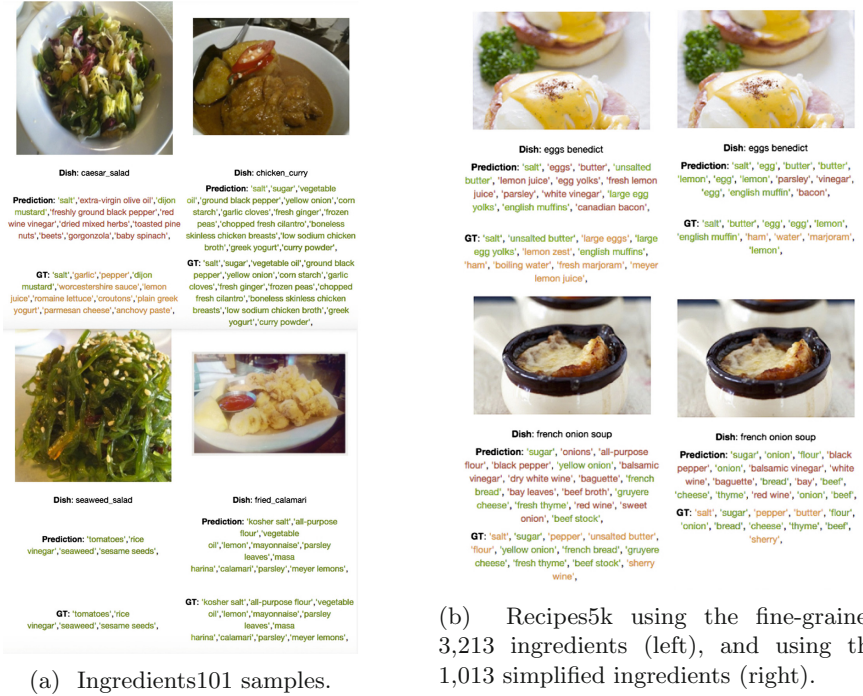 Dish: caesar_salad
Prediction: 'salt','extra-virgin olive oil','dijon
mustard','freshly ground black pepper','red
wine vinegar','dried mixed herbs','toasted pine
nuts','beets','gorgonzola','baby spinach',
GT: 'salt','garlic','pepper','dijon
mustard','worcestershire sauce','lemon
juice','romaine lettuce','croutons','plain greek
yogurt','parmesan cheese','anchovy paste',
Dish: chicken_curry
Prediction: 'salt','sugar','vegetable
oil','ground black pepper','yellow onion','corn
starch','garlic cloves','fresh ginger','frozen
peas','chopped fresh cilantro','boneless
skinless chicken breasts','low sodium chicken
broth','greek yogurt','curry powder',
GT: 'salt','sugar','vegetable oil','ground black
pepper','yellow onion','corn starch','garlic
cloves','fresh ginger','frozen peas','chopped
fresh cilantro','boneless skinless chicken
breasts','low sodium chicken broth','greek
yogurt','curry powder',
Dish: seaweed_salad
Prediction: 'tomatoes','rice
vinegar','seaweed','sesame seeds',
GT: 'tomatoes','rice
vinegar','seaweed','sesame seeds',
Dish: fried_calamari
Prediction: 'kosher salt','all-purpose
flour','vegetable
oil','lemon','mayonnaise','parsley
leaves','masa
harina','calamari','parsley','meyer lemons',
GT: 'kosher salt','all-purpose flour','vegetable
oil','lemon','mayonnaise','parsley
leaves','masa
harina','calamari','parsley','meyer lemons',
(a) Ingredients101 samples.
Dish: eggs benedict
Prediction: 'salt', 'eggs', 'butter', 'unsalted
butter', 'lemon juice', 'egg yolks', 'fresh lemon
juice', 'parsley', 'white vinegar', 'large egg
yolks', 'english muffins', 'canadian bacon',
GT: 'salt', 'unsalted butter', 'large eggs', 'large
egg yolks', 'lemon zest', 'english muffins',
'ham', 'boiling water', 'fresh marjoram', 'meyer
lemon juice',
Dish: eggs benedict
Prediction: 'salt', 'egg', 'butter', 'butter',
'lemon', 'egg', 'lemon', 'parsley', 'vinegar',
'egg', 'english muffin', 'bacon',
GT: 'salt', 'butter', 'egg', 'egg', 'lemon',
'english muffin', 'ham', 'water', 'marjoram',
'lemon',
Dish: french onion soup
Prediction: 'sugar', 'onions', 'all-purpose
flour', 'black pepper', 'yellow onion', 'balsamic
vinegar', 'dry white wine', 'baguette', 'french
bread', 'bay leaves', 'beef broth', 'gruyere
cheese', 'fresh thyme', 'red wine', 'sweet
onion', 'beef stock',
GT: 'salt', 'sugar', 'pepper', 'unsalted butter',
'flour', 'yellow onion', 'french bread', 'gruyere
cheese', 'fresh thyme', 'beef stock', 'sherry
wine',
Dish: french onion soup
Prediction: 'sugar', 'onion', 'flour', 'black
pepper', 'onion', 'balsamic vinegar', 'white
wine', 'baguette', 'bread', 'bay', 'beef',
'cheese', 'thyme', 'red wine', 'onion', 'beef',
GT: 'salt', 'sugar', 'pepper', 'butter', 'flour',
'onion', 'bread', 'cheese', 'thyme', 'beef',
'sherry',
(b) Recipes5k using the fine-graine
3,213 ingredients (left), and using th
1,013 simplified ingredients (right).